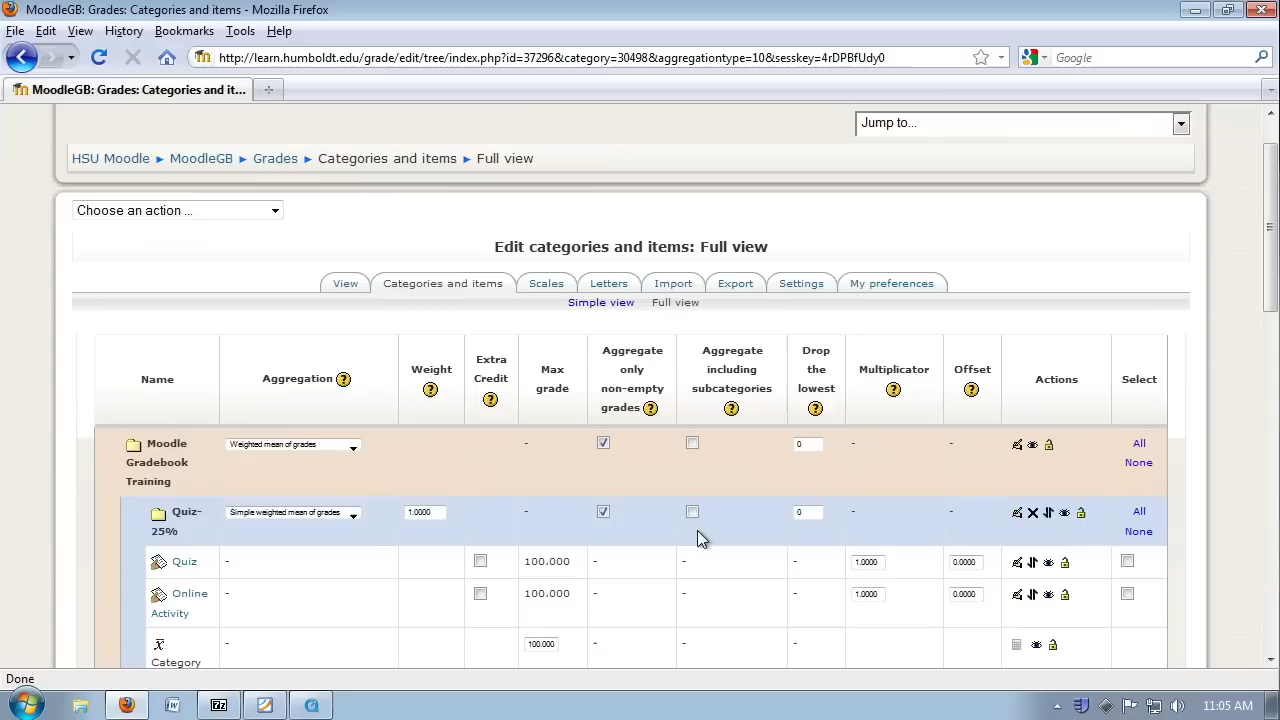 MoodleGB: Grades: Categories and items - Mozilla Firefox
File Edit View History Bookmarks Tools Help
http://learn.humboldt.edu/grade/edit/tree/index.php?id=37296&category=30498&aggregationtype=10&sesskey=4rDPBfUdy0
Google
MoodleGB: Grades: Categories and it...
Jump to...
HSU Moodle ► MoodleGB ► Grades ► Categories and items ► Full view
Choose an action ...
Edit categories and items: Full view
View Categories and items Scales Letters Import Export Settings My preferences
Simple view Full view
Name Aggregation ? Weight ? Extra Credit ? Max grade Aggregate only non-empty grades ? Aggregate including subcategories ? Drop the lowest ? Multiplicator ? Offset ? Actions Select
Moodle Gradebook Training Weighted mean of grades - 0 - - All None
Quiz-25% Simple weighted mean of grades 1.0000 - 0 - - All None
Quiz - 100.000 - - - 1.0000 0.0000
Online Activity - 100.000 - - - 1.0000 0.0000
x̅ Category - 100.000 - - -
Done
W 7z 11:05 AM